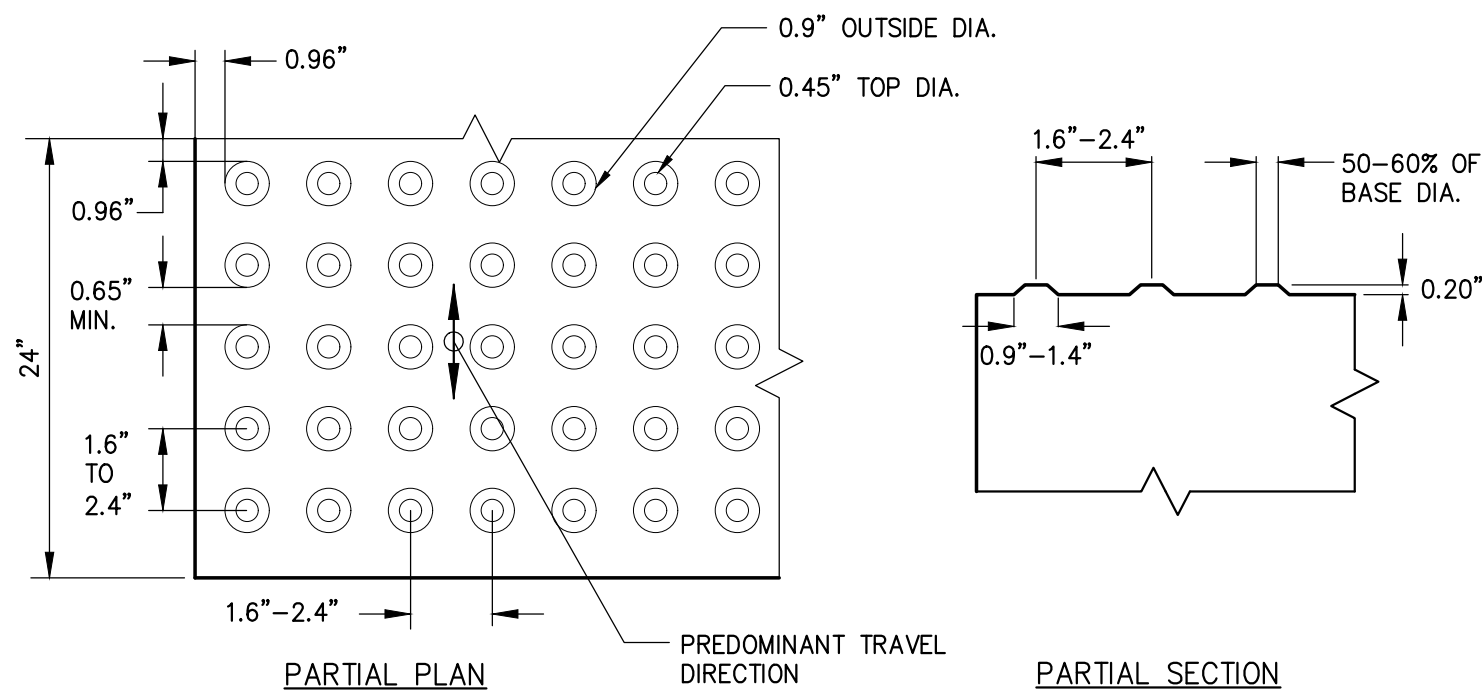 0.9” OUTSIDE DIA.
0.96”
0.45” TOP DIA.
0.96”
0.65”
MIN.
24”
1.6”
TO
2.4”
1.6”–2.4”
PREDOMINANT TRAVEL
DIRECTION
PARTIAL PLAN
1.6”–2.4”
50–60% OF
BASE DIA.
0.20”
0.9”–1.4”
PARTIAL SECTION